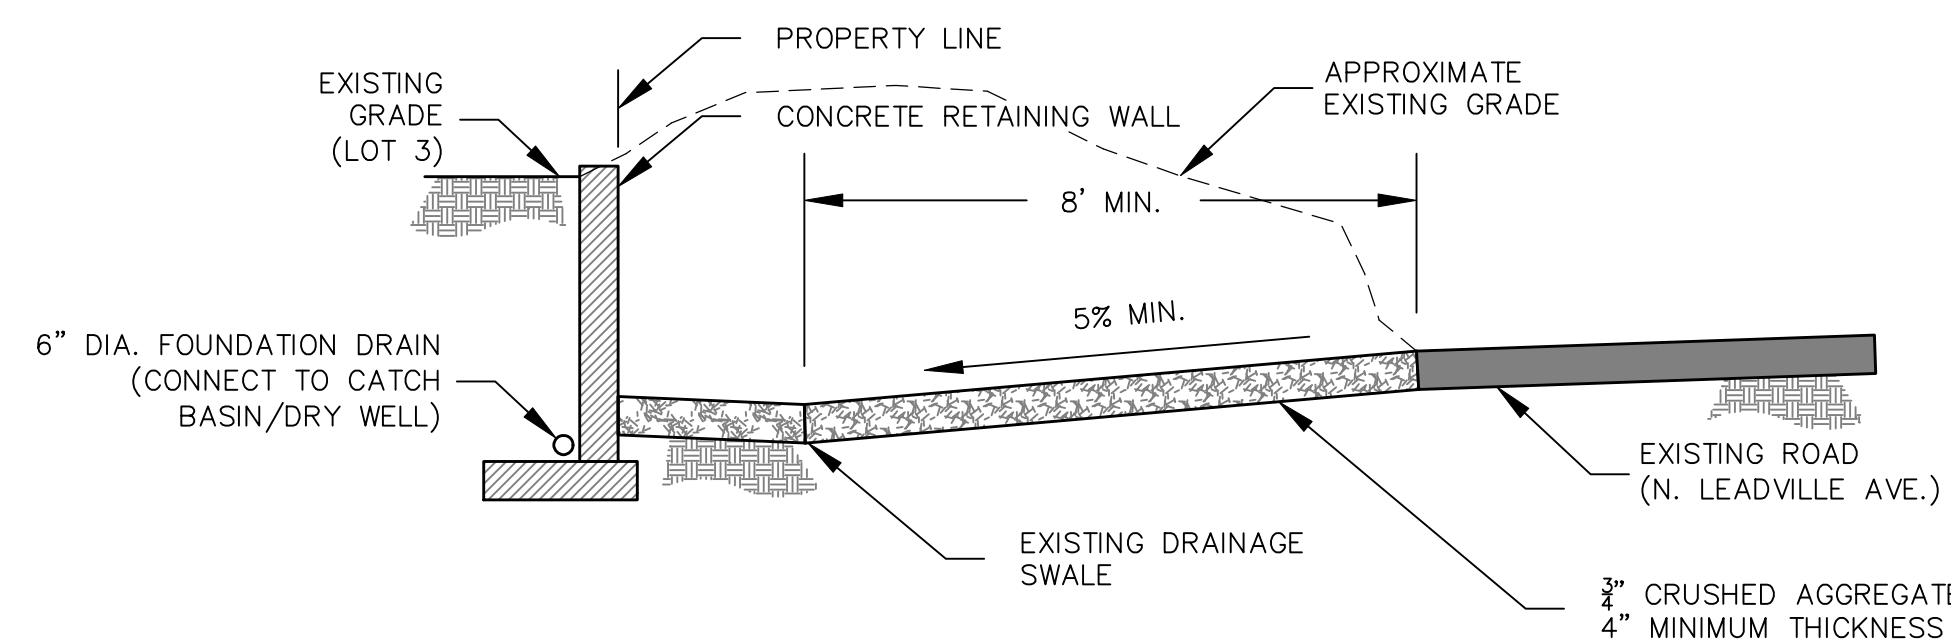 PROPERTY LINE
EXISTING
GRADE
(LOT 3)
APPROXIMATE
EXISTING GRADE
CONCRETE RETAINING WALL
8' MIN.
5% MIN.
6" DIA. FOUNDATION DRAIN
(CONNECT TO CATCH
BASIN/DRY WELL)
EXISTING ROAD
(N. LEADVILLE AVE.)
EXISTING DRAINAGE
SWALE
3/4" CRUSHED AGGREGATE
4" MINIMUM THICKNESS